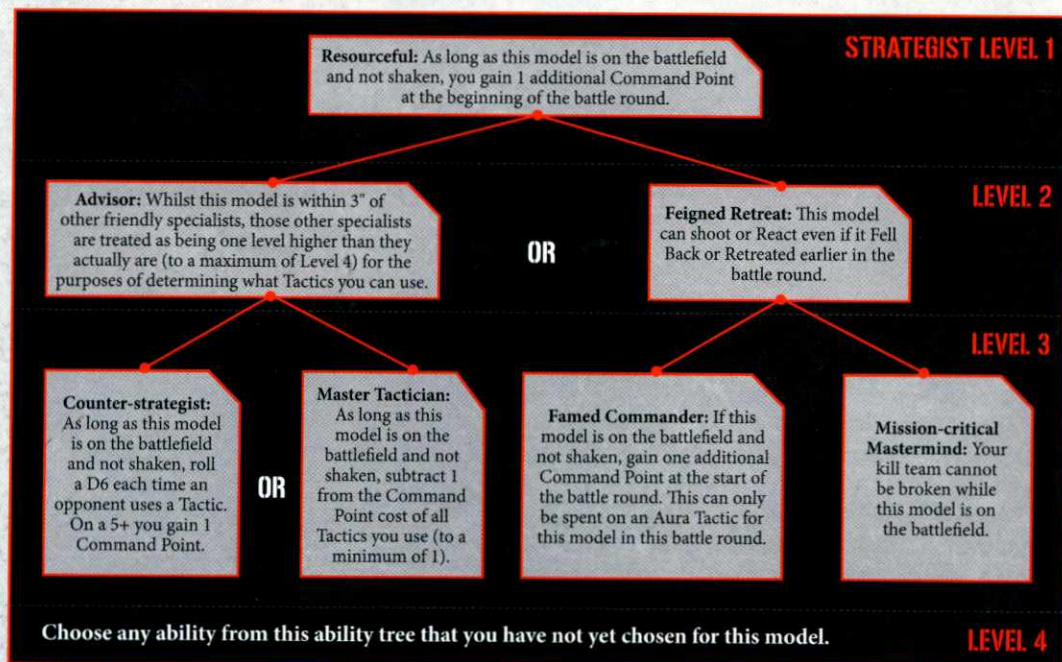 STRATEGIST LEVEL 1
Resourceful: As long as this model is on the battlefield
and not shaken, you gain 1 additional Command Point
at the beginning of the battle round.
LEVEL 2
Advisor: Whilst this model is within 3" of
other friendly specialists, those other specialists
are treated as being one level higher than they
actually are (to a maximum of Level 4) for the
purposes of determining what Tactics you can use.
OR
Feigned Retreat: This model
can shoot or React even if it Fell
Back or Retreated earlier in the
battle round.
LEVEL 3
Counter-strategist:
As long as this model
is on the battlefield
and not shaken, roll
a D6 each time an
opponent uses a Tactic.
On a 5+ you gain 1
Command Point.
OR
Master Tactician:
As long as this
model is on the
battlefield and not
shaken, subtract 1
from the Command
Point cost of all
Tactics you use (to a
minimum of 1).
Famed Commander: If this
model is on the battlefield and
not shaken, gain one additional
Command Point at the start of
the battle round. This can only
be spent on an Aura Tactic for
this model in this battle round.
Mission-critical
Mastermind: Your
kill team cannot
be broken while
this model is on
the battlefield.
Choose any ability from this ability tree that you have not yet chosen for this model.
LEVEL 4